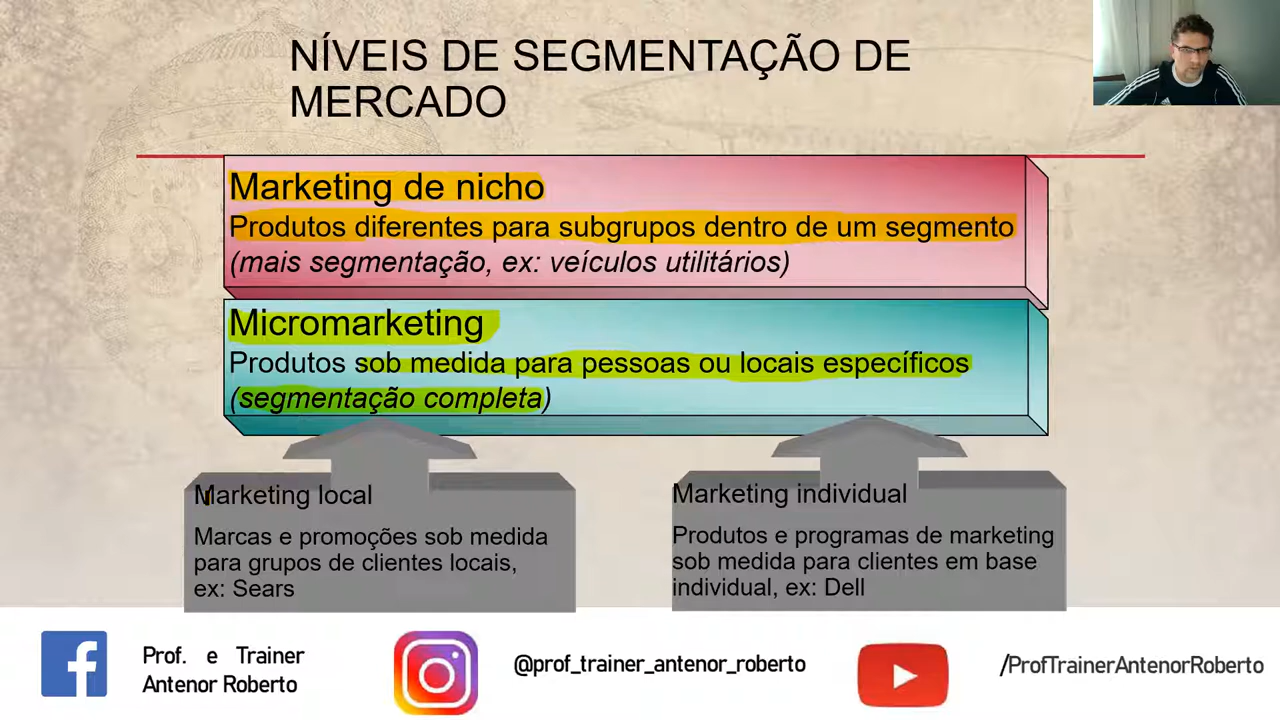 NÍVEIS DE SEGMENTAÇÃO DE
MERCADO
Marketing de nicho
Produtos diferentes para subgrupos dentro de um segmento
(mais segmentação, ex: veículos utilitários)
Micromarketing
Produtos sob medida para pessoas ou locais específicos
(segmentação completa)
Marketing local
Marcas e promoções sob medida
para grupos de clientes locais,
ex: Sears
Marketing individual
Produtos e programas de marketing
sob medida para clientes em base
individual, ex: Dell
Prof. e Trainer
Antenor Roberto
@prof_trainer_antenor_roberto
/ProfTrainerAntenorRoberto